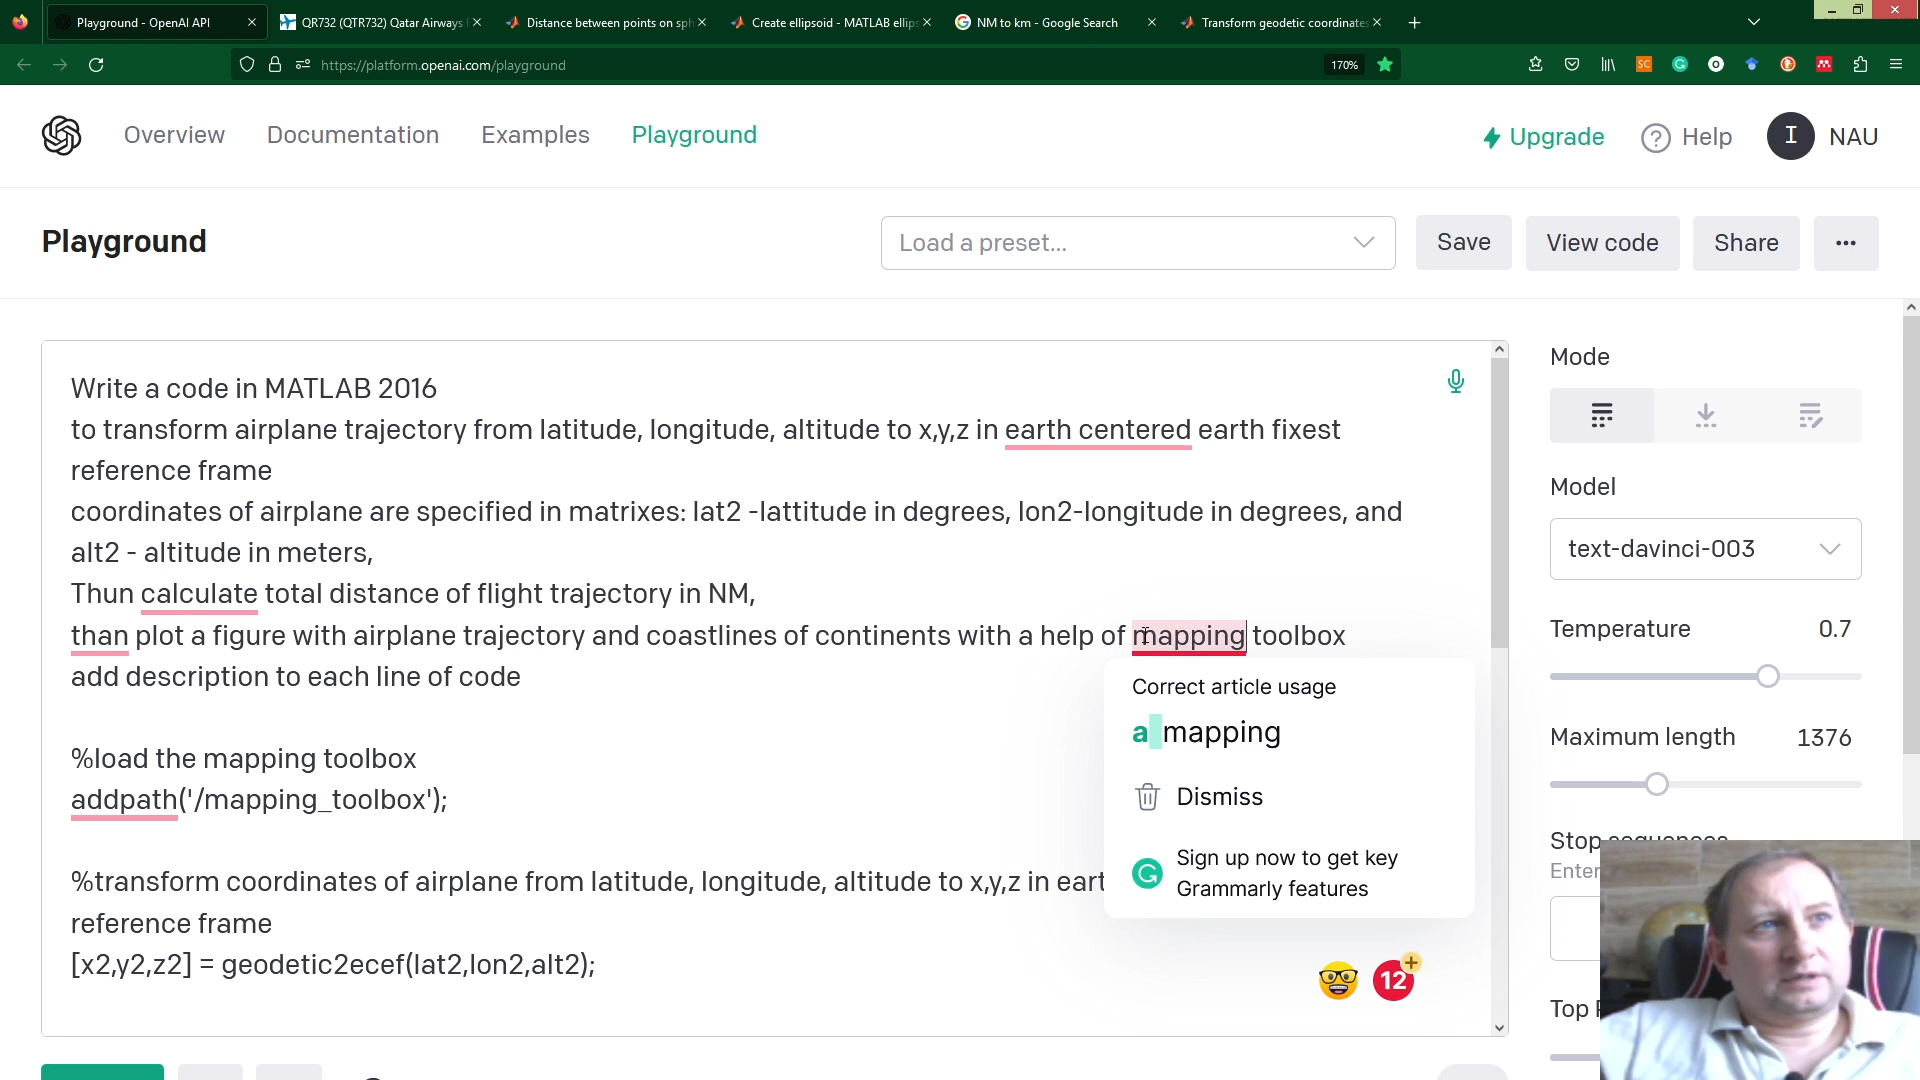 Playground - OpenAI API
QR732 (QTR732) Qatar Airways
Distance between points on sph
Create ellipsoid - MATLAB ellips
NM to km - Google Search
Transform geodetic coordinates
https://platform.openai.com/playground
170%
SC
Overview
Documentation
Examples
Playground
Upgrade
? Help
I
NAU
Playground
Load a preset...
Save
View code
Share
Write a code in MATLAB 2016
to transform airplane trajectory from latitude, longitude, altitude to x,y,z in earth centered earth fixest
reference frame
coordinates of airplane are specified in matrixes: lat2 -lattitude in degrees, lon2-longitude in degrees, and
alt2 - altitude in meters,
Thun calculate total distance of flight trajectory in NM,
than plot a figure with airplane trajectory and coastlines of continents with a help of mapping toolbox
add description to each line of code
%load the mapping toolbox
addpath('/mapping_toolbox');
%transform coordinates of airplane from latitude, longitude, altitude to x,y,z in eart
reference frame
[x2,y2,z2] = geodetic2ecef(lat2,lon2,alt2);
Correct article usage
a mapping
Dismiss
Sign up now to get key
Grammarly features
12
Mode
Model
text-davinci-003
Temperature
0.7
Maximum length
1376
Stop sequences
Enter
Top P